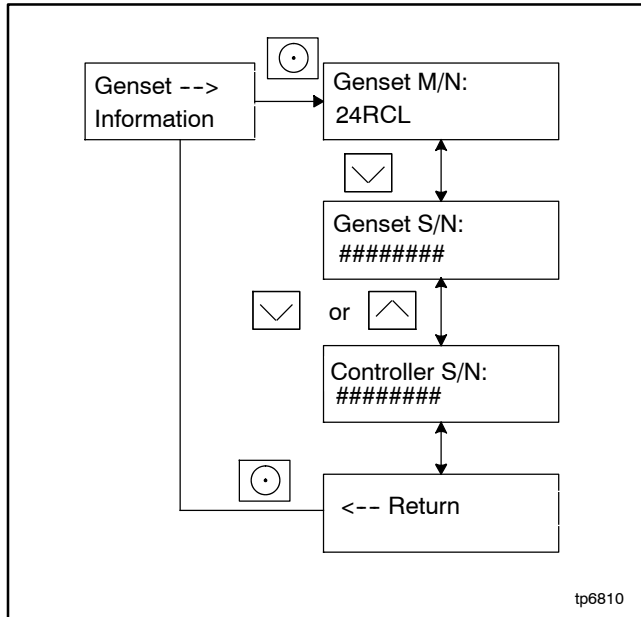 Genset -->
Information
Genset M/N:
24RCL
Genset S/N:
########
or
Controller S/N:
########
<-- Return
tp6810